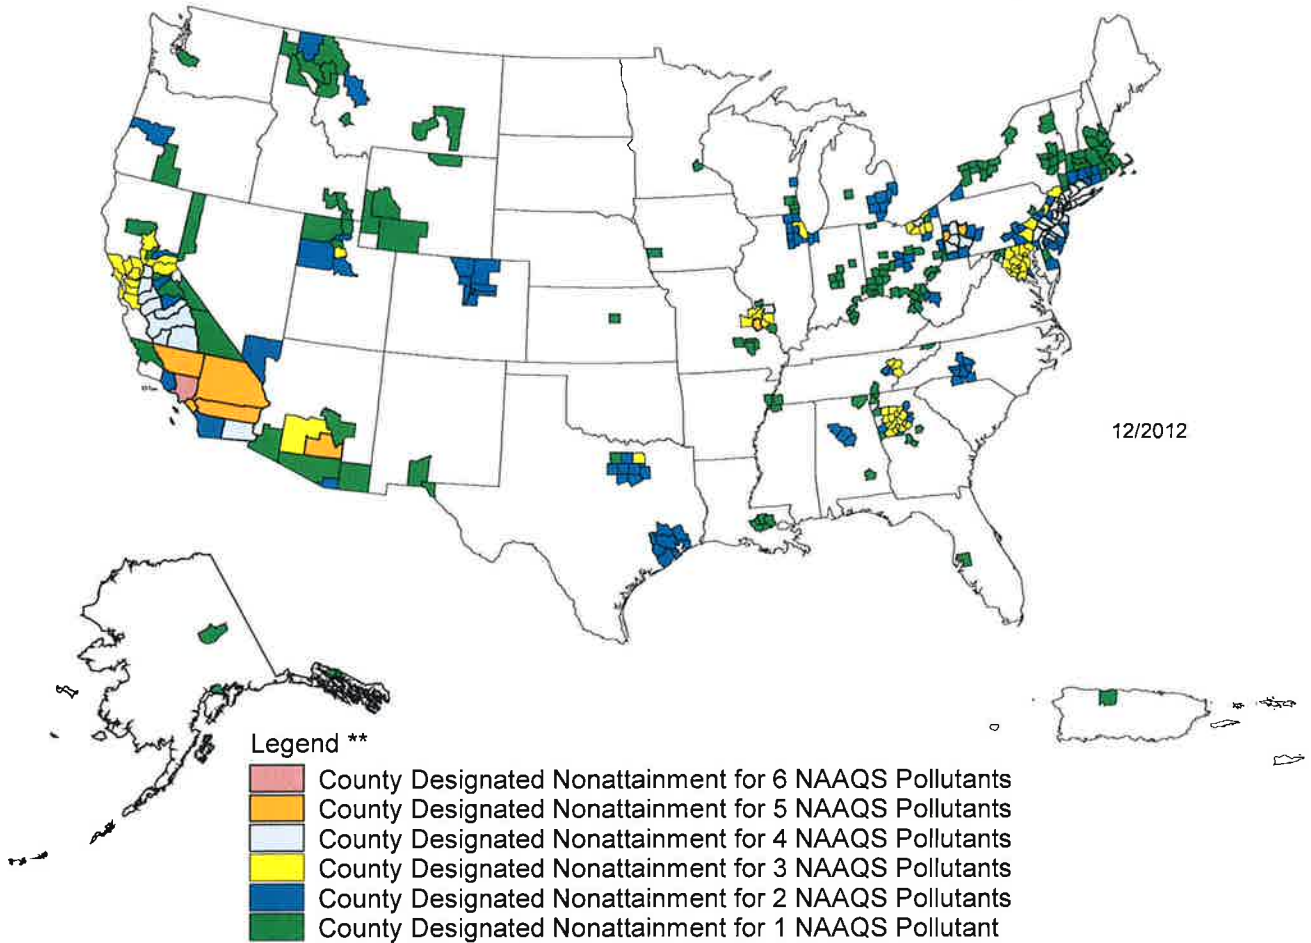 12/2012
Legend **
County Designated Nonattainment for 6 NAAQS Pollutants
County Designated Nonattainment for 5 NAAQS Pollutants
County Designated Nonattainment for 4 NAAQS Pollutants
County Designated Nonattainment for 3 NAAQS Pollutants
County Designated Nonattainment for 2 NAAQS Pollutants
County Designated Nonattainment for 1 NAAQS Pollutant